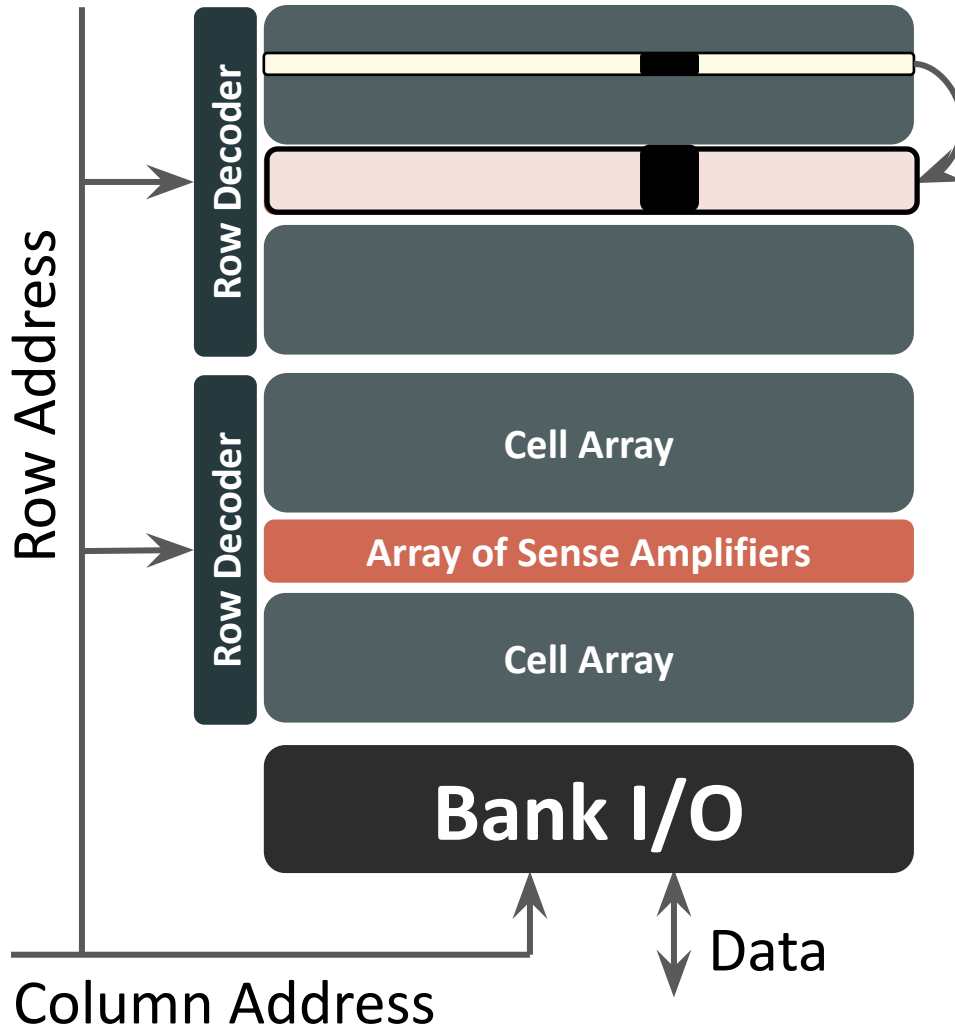 Row Address
Row Decoder
Row Decoder
Cell Array
Array of Sense Amplifiers
Cell Array
Bank I/O
Data
Column Address